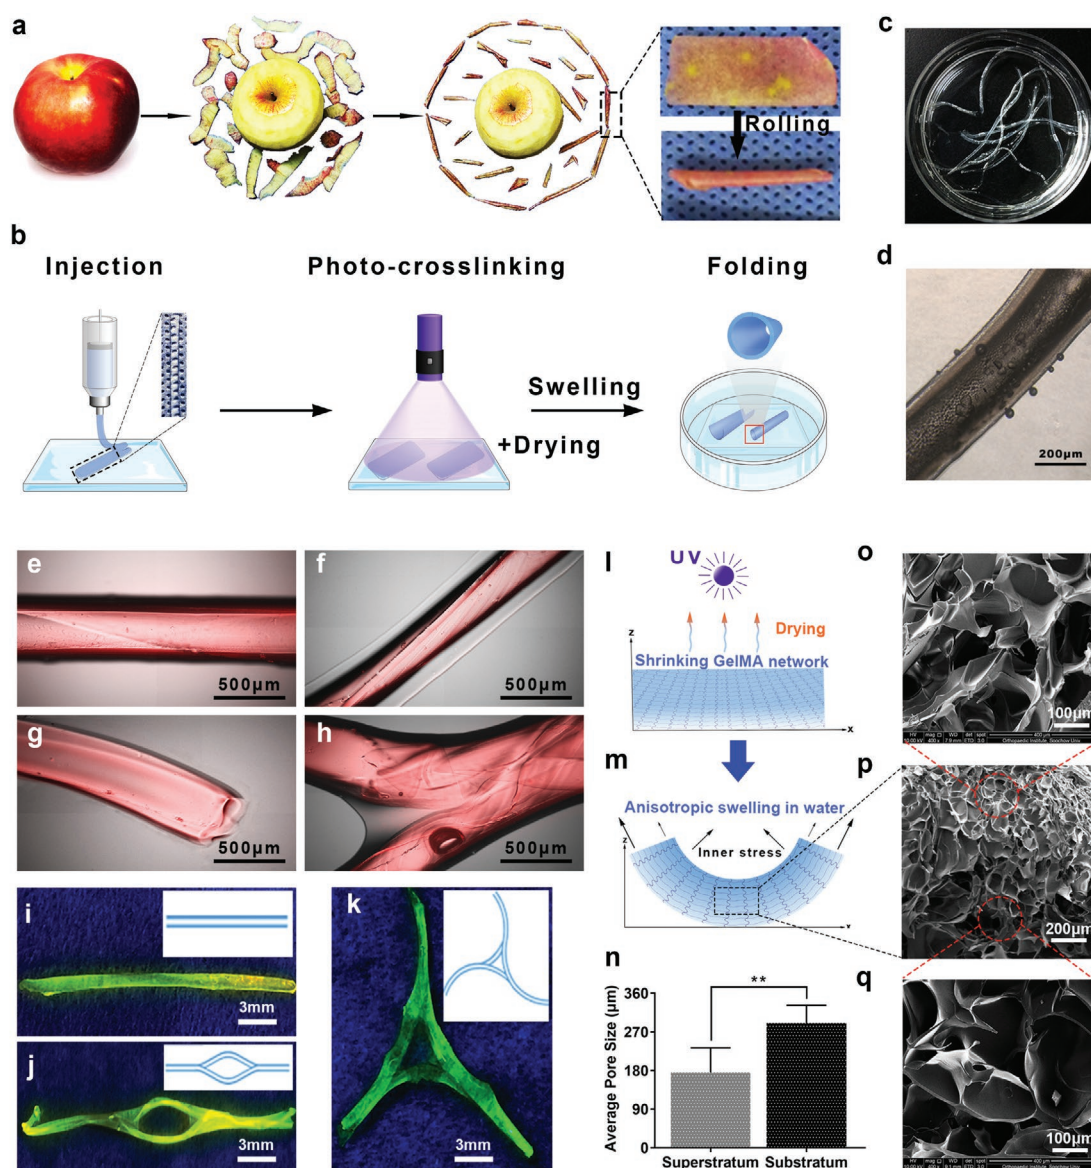 a
Rolling
c
b
Injection
Photo-crosslinking
Folding
Swelling
+Drying
d
200μm
e
500μm
f
500μm
g
500μm
h
500μm
i
3mm
j
3mm
k
3mm
l
UV
Drying
z
Shrinking GelMA network
x
m
Anisotropic swelling in water
z
Inner stress
n
**
Average Pore Size (μm)
360
270
180
90
0
Superstratum
Substratum
o
100μm
p
200μm
q
100μm